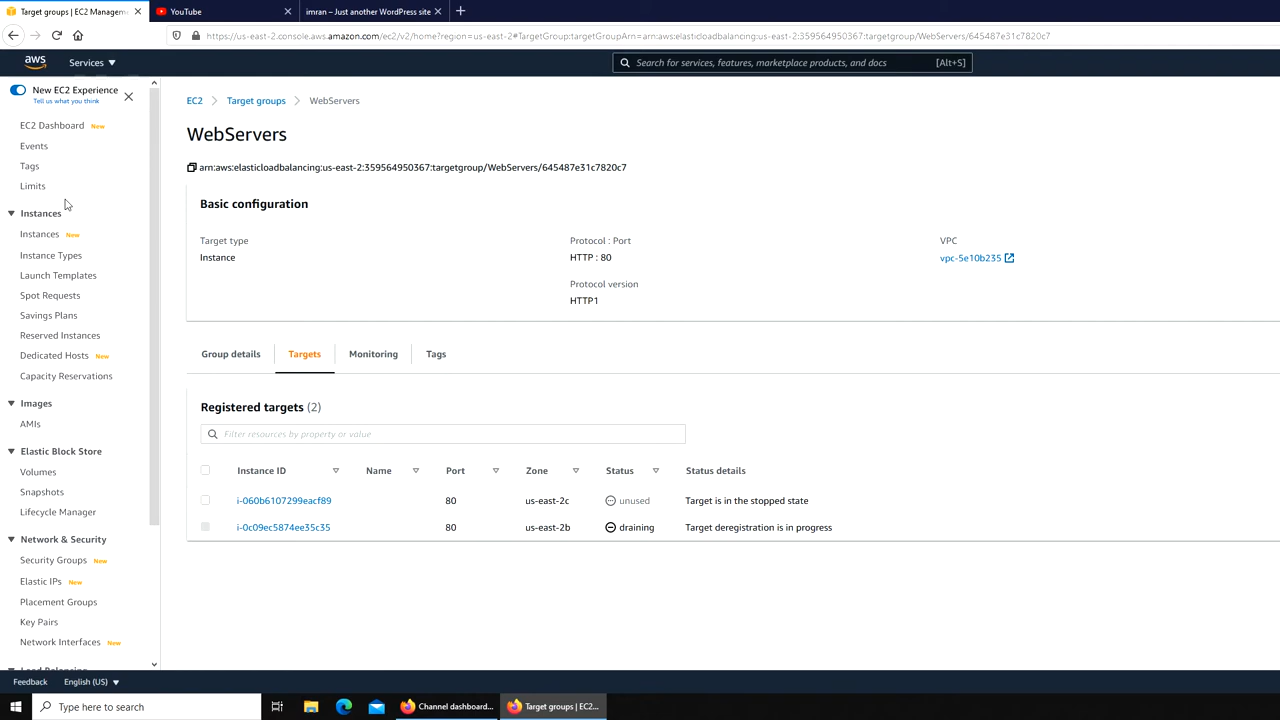 Target groups | EC2 Managem
YouTube
imran – Just another WordPress site
https://us-east-2.console.aws.amazon.com/ec2/v2/home?region=us-east-2#TargetGroup:targetGroupArn=arn:aws:elasticloadbalancing:us-east-2:359564950367:targetgroup/WebServers/645487e31c7820c7
aws
Services
Search for services, features, marketplace products, and docs
[Alt+S]
New EC2 Experience
Tell us what you think
EC2 Dashboard New
Events
Tags
Limits
Instances
Instances New
Instance Types
Launch Templates
Spot Requests
Savings Plans
Reserved Instances
Dedicated Hosts New
Capacity Reservations
Images
AMIs
Elastic Block Store
Volumes
Snapshots
Lifecycle Manager
Network & Security
Security Groups New
Elastic IPs New
Placement Groups
Key Pairs
Network Interfaces New
Load Balancing
EC2 > Target groups > WebServers
WebServers
arn:aws:elasticloadbalancing:us-east-2:359564950367:targetgroup/WebServers/645487e31c7820c7
Basic configuration
Target type
Instance
Protocol : Port
HTTP : 80
Protocol version
HTTP1
VPC
vpc-5e10b235
Group details
Targets
Monitoring
Tags
Registered targets (2)
Filter resources by property or value
Instance ID Name Port Zone Status Status details
i-060b6107299eacf89 80 us-east-2c unused Target is in the stopped state
i-0c09ec5874ee35c35 80 us-east-2b draining Target deregistration is in progress
Feedback
English (US)
Type here to search
Channel dashboard...
Target groups | EC2...